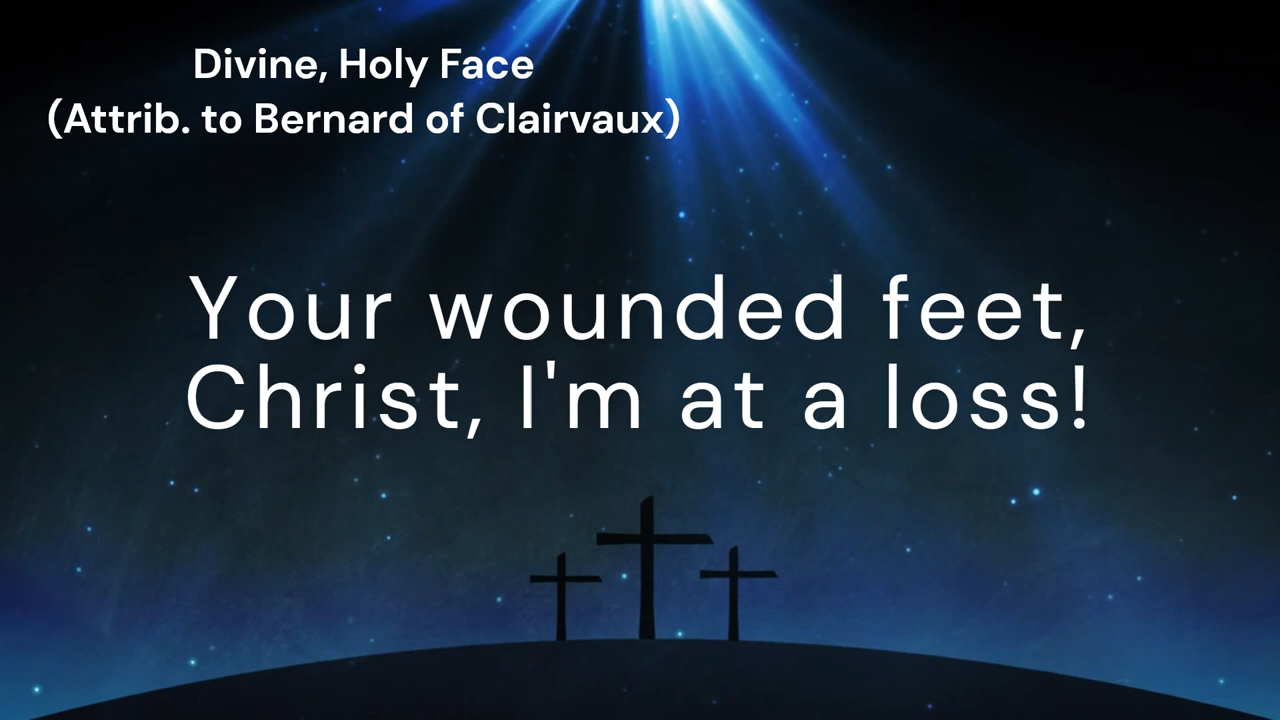 Divine, Holy Face
(Attrib. to Bernard of Clairvaux)
Your wounded feet,
Christ, I'm at a loss!